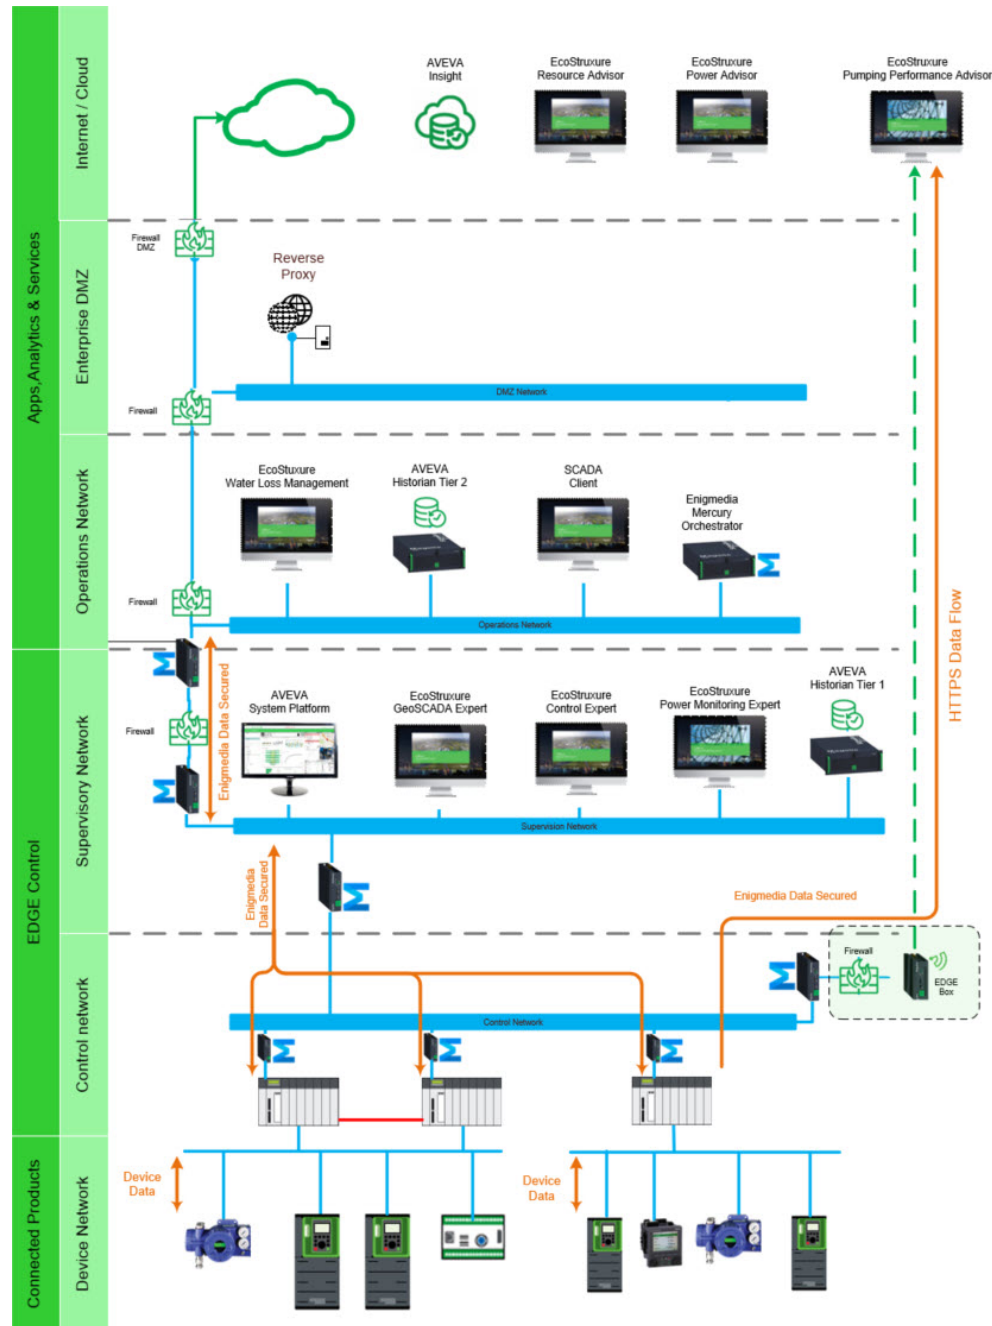 Apps,Analytics & Services
EDGE Control
Connected Products
Internet / Cloud
Enterprise DMZ
Operations Network
Supervisory Network
Control network
Device Network
AVEVA
Insight
EcoStruxure
Resource Advisor
EcoStruxure
Power Advisor
EcoStruxure
Pumping Performance Advisor
Firewall
DMZ
Reverse
Proxy
DMZ Network
Firewall
EcoStuxure
Water Loss Management
AVEVA
Historian Tier 2
SCADA
Client
Enigmedia
Mercury
Orchestrator
M
Firewall
Operations Network
HTTPS Data Flow
M
Enigmedia Data Secured
Firewall
M
AVEVA
System Platform
EcoStruxure
GeoSCADA Expert
EcoStruxure
Control Expert
EcoStruxure
Power Monitoring Expert
AVEVA
Historian Tier 1
Supervision Network
Enigmedia
Data Secured
M
Enigmedia Data Secured
M
Firewall
EDGE
Box
Control Network
M
M
M
Device
Data
Device
Data